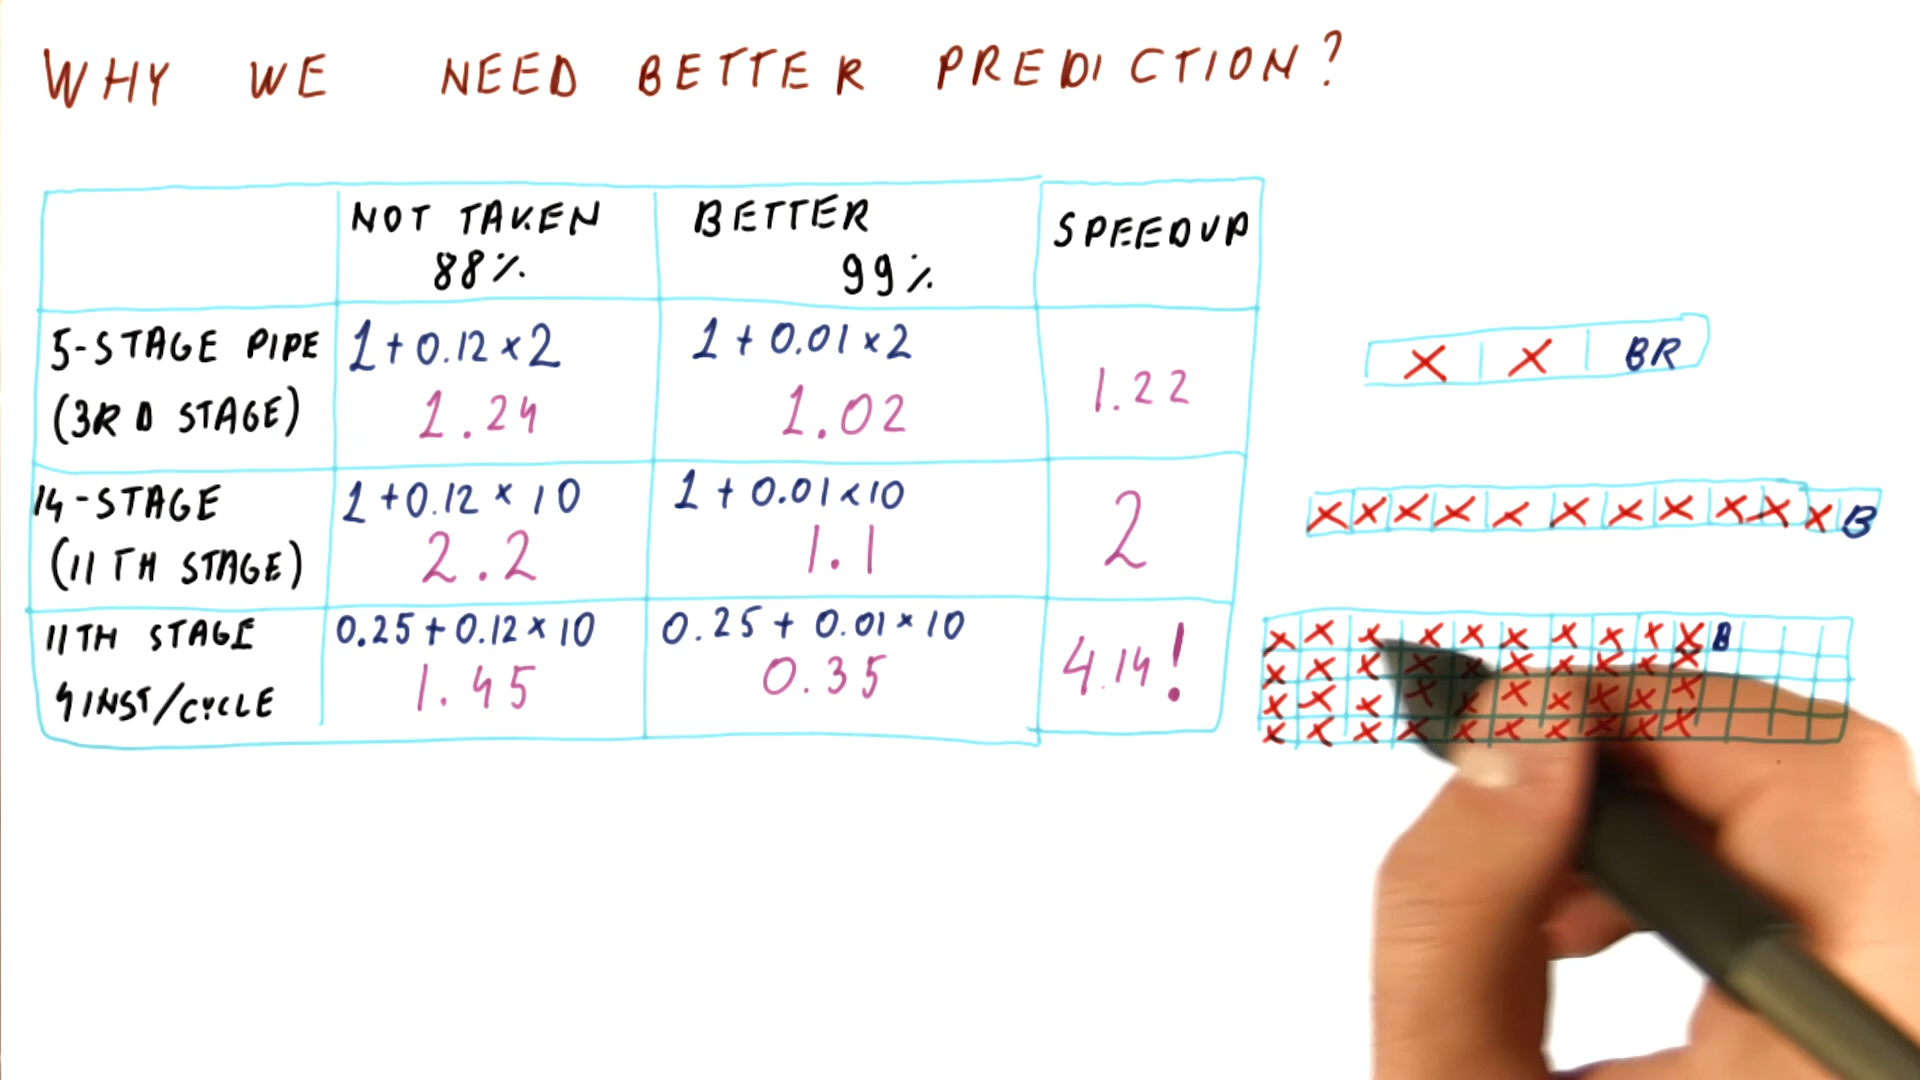 WHY WE NEED BETTER PREDICTION?
NOT TAKEN
88%
BETTER
99%
SPEEDUP
5-STAGE PIPE
(3RD STAGE)
1+0.12×2
1.24
1+0.01×2
1.02
1.22
X X BR
14-STAGE
(11TH STAGE)
1+0.12×10
2.2
1+0.01×10
1.1
2
X X X X X X X X X X X B
11TH STAGE
4INST/CYCLE
0.25+0.12×10
1.45
0.25+0.01×10
0.35
4.14!
X X X X X X X X X X B
X X X X X X X X X X
X X X X X X X X X X
X X X X X X X X X X